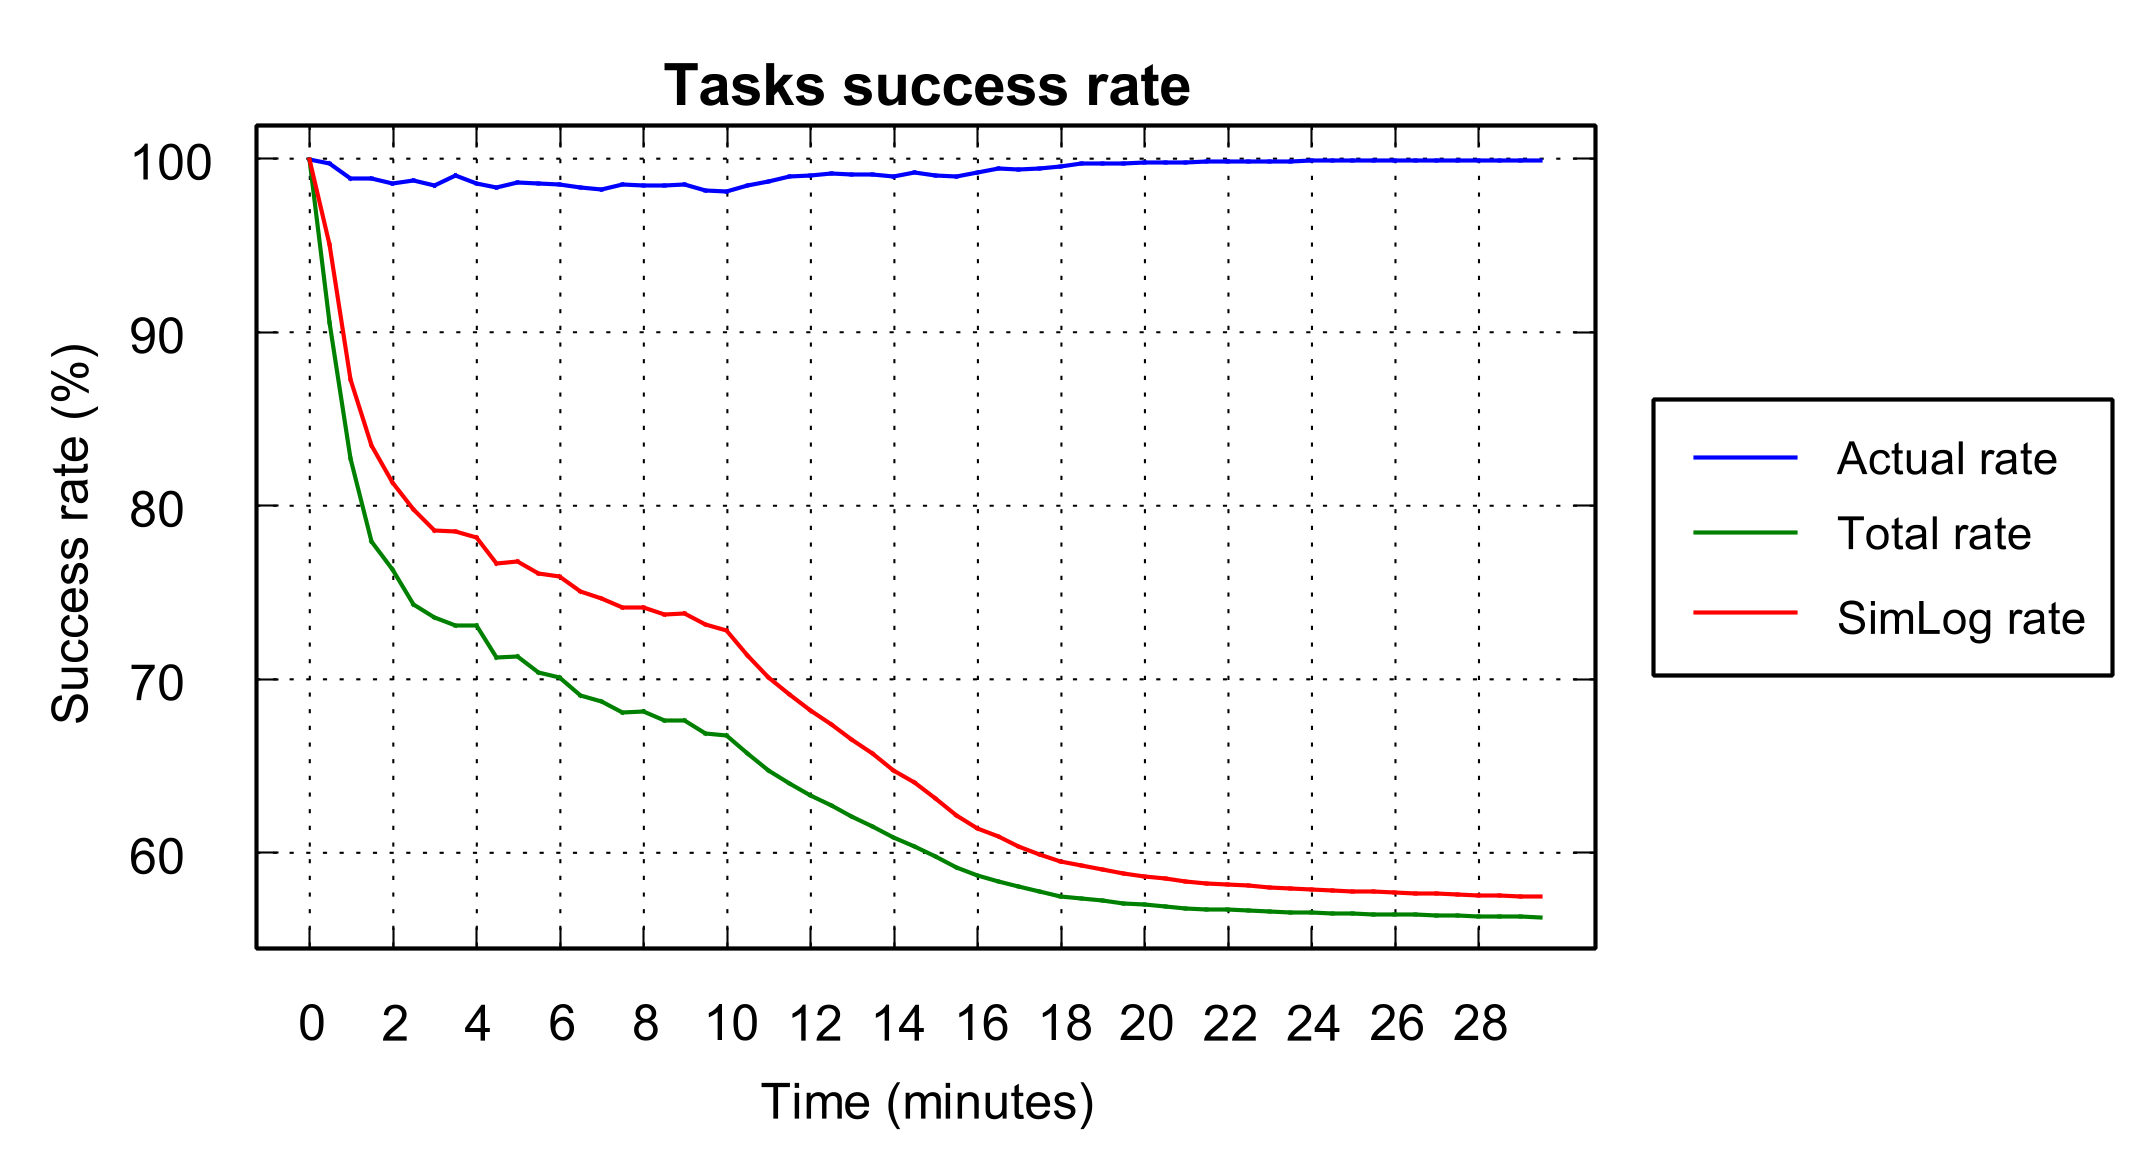 Tasks success rate
100
90
80
70
60
Success rate (%)
0 2 4 6 8 10 12 14 16 18 20 22 24 26 28
Time (minutes)
Actual rate
Total rate
SimLog rate